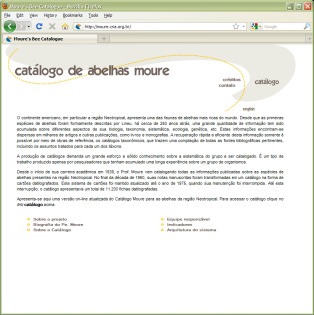 Moure's Bee Catalogue - Mozilla Firefox
File Edit View History Bookmarks Tools Help
http://moure.cria.org.br/
Google
Moure's Bee Catalogue
catálogo de abelhas moure
créditos
contato
catálogo
english
O continente americano, em particular a região Neotropical, apresenta uma das faunas de abelhas mais ricas do mundo. Desde que as primeiras
espécies de abelhas foram formalmente descritas por Lineu, há cerca de 250 anos atrás, uma grande quantidade de informação tem sido
acumulada sobre diferentes aspectos de sua biologia, taxonomia, sistemática, ecologia, genética, etc. Estas informações encontram-se
dispersas em milhares de artigos e outras publicações, como livros e monografias. A recuperação rápida e eficiente desta informação somente é
possível por meio de obras de referência, os catálogos taxonômicos, que trazem uma compilação de todas as fontes bibliográficas pertinentes,
incluindo os assuntos tratados para cada um dos táxons.
A produção de catálogos demanda um grande esforço e sólido conhecimento sobre a sistemática do grupo a ser catalogado. É um tipo de
trabalho produzido apenas por pesquisadores que tenham acumulado uma longa experiência sobre um grupo de organismos.
Desde o início de sua carreira acadêmica em 1938, o Prof. Moure vem catalogando todas as informações publicadas sobre as espécies de
abelhas presentes na região Neotropical. No final da década de 1960, suas notas manuscritas foram transformadas em um catálogo na forma de
cartões datilografados. Este sistema de cartões foi mantido atualizado até o ano de 1975, quando sua manutenção foi interrompida. Até esta
interrupção, o catálogo apresentava um total de 11.200 fichas datilografadas.
Apresenta-se aqui uma versão on-line atualizada do Catálogo Moure para as abelhas da região Neotropical. Para acessar o catálogo clique no
link catálogo acima.
Sobre o projeto
Biografia do Pe. Moure
Sobre o Catálogo
Equipe responsável
Indicadores
Arquitetura do sistema